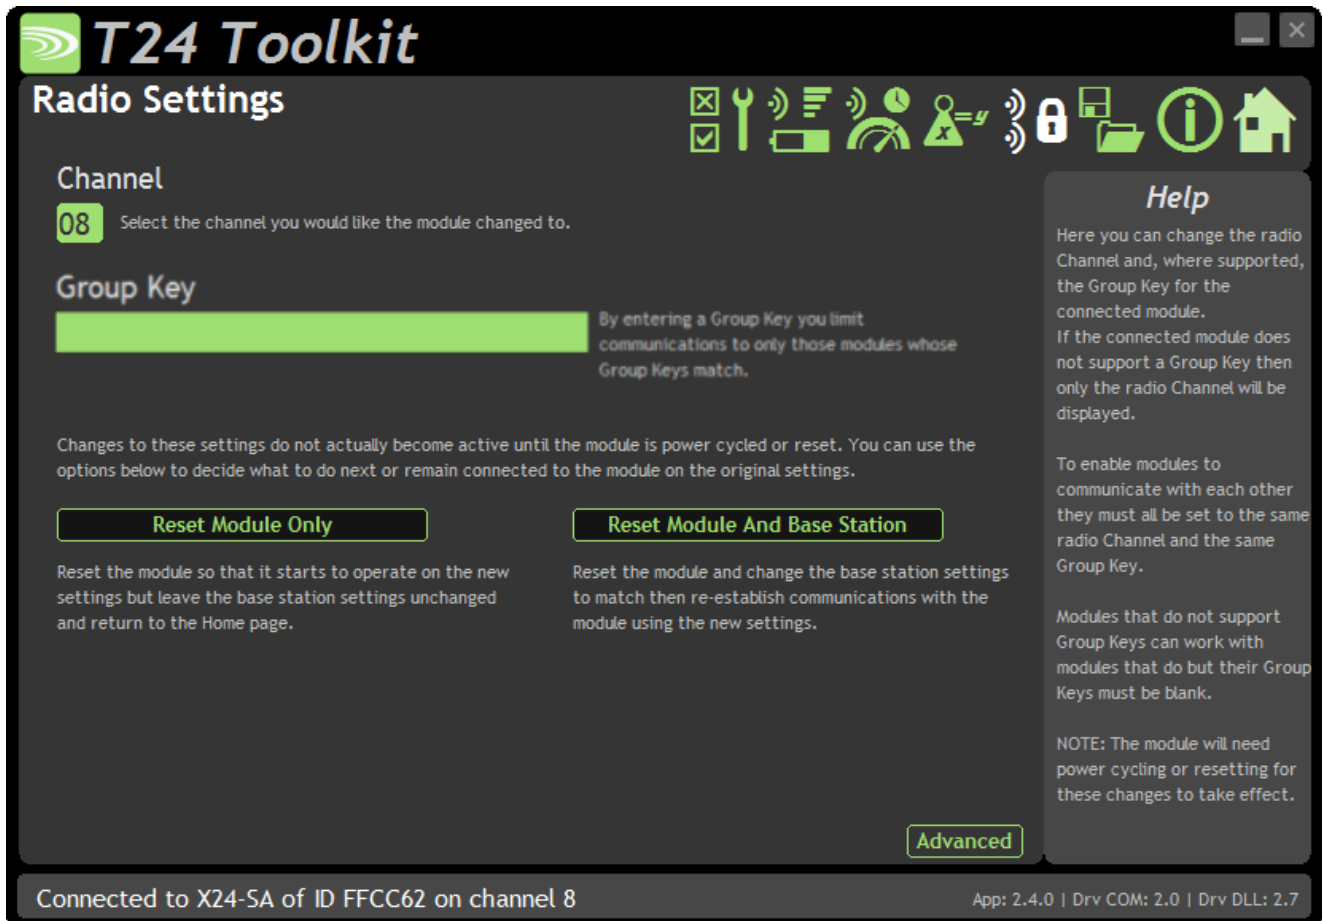 T24 Toolkit
Radio Settings
x
=y
Channel
08
Select the channel you would like the module changed to.
Group Key
By entering a Group Key you limit
communications to only those modules whose
Group Keys match.
Changes to these settings do not actually become active until the module is power cycled or reset. You can use the
options below to decide what to do next or remain connected to the module on the original settings.
Reset Module Only
Reset the module so that it starts to operate on the new
settings but leave the base station settings unchanged
and return to the Home page.
Reset Module And Base Station
Reset the module and change the base station settings
to match then re-establish communications with the
module using the new settings.
Advanced
Help
Here you can change the radio
Channel and, where supported,
the Group Key for the
connected module.
If the connected module does
not support a Group Key then
only the radio Channel will be
displayed.
To enable modules to
communicate with each other
they must all be set to the same
radio Channel and the same
Group Key.
Modules that do not support
Group Keys can work with
modules that do but their Group
Keys must be blank.
NOTE: The module will need
power cycling or resetting for
these changes to take effect.
Connected to X24-SA of ID FFCC62 on channel 8
App: 2.4.0 | Drv COM: 2.0 | Drv DLL: 2.7